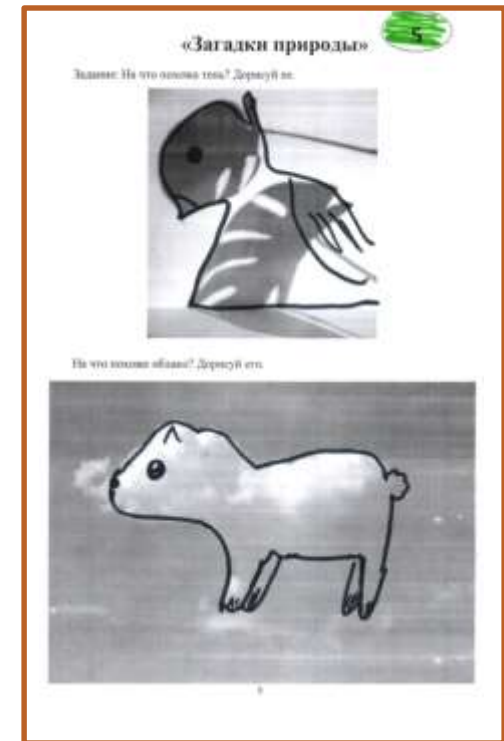 5
«Загадки природы»
Задание: На что похожа тень? Дорисуй ее.
На что похоже облако? Дорисуй его.